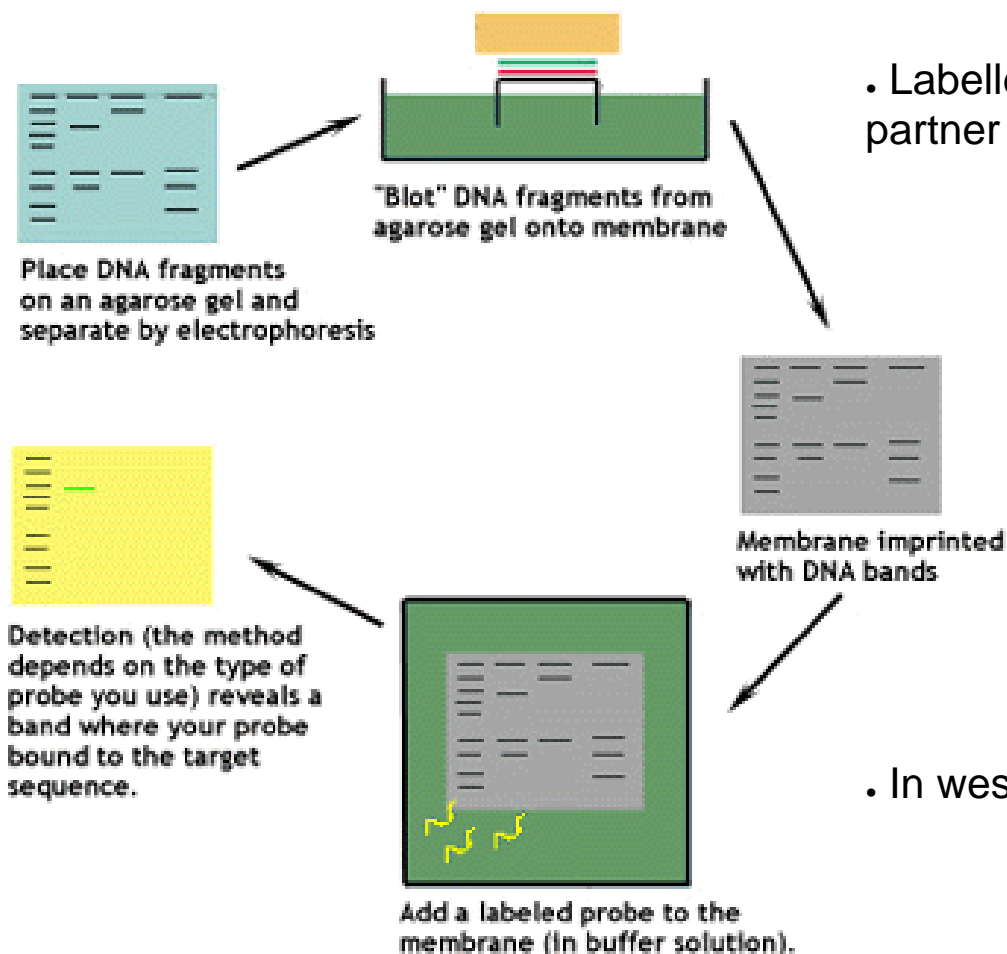 . Labelle
partner
"Blot" DNA fragments from
agarose gel onto membrane
Place DNA fragments
on an agarose gel and
separate by electrophoresis
Membrane imprinted
with DNA bands
Add a labeled probe to the
membrane (in buffer solution).
Detection (the method
depends on the type of
probe you use) reveals a
band where your probe
bound to the target
sequence.
. In wes